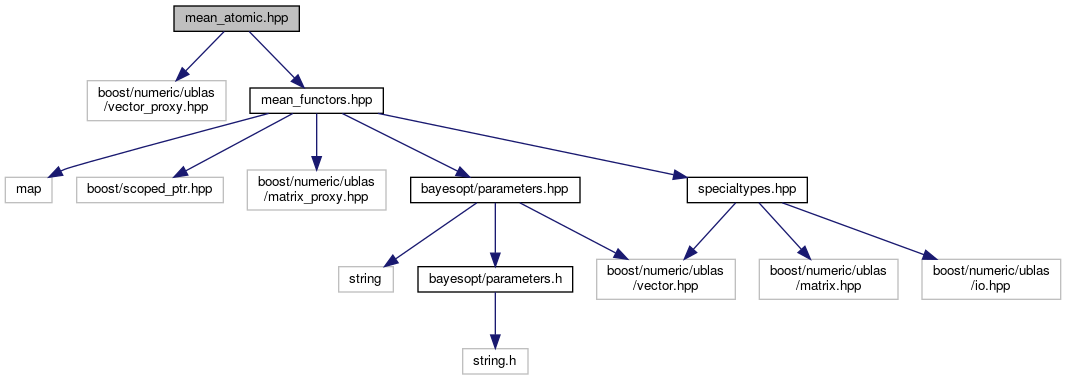 mean_atomic.hpp
boost/numeric/ublas
/vector_proxy.hpp
mean_functors.hpp
map
boost/scoped_ptr.hpp
boost/numeric/ublas
/matrix_proxy.hpp
bayesopt/parameters.hpp
specialtypes.hpp
string
bayesopt/parameters.h
boost/numeric/ublas
/vector.hpp
boost/numeric/ublas
/matrix.hpp
boost/numeric/ublas
/io.hpp
string.h